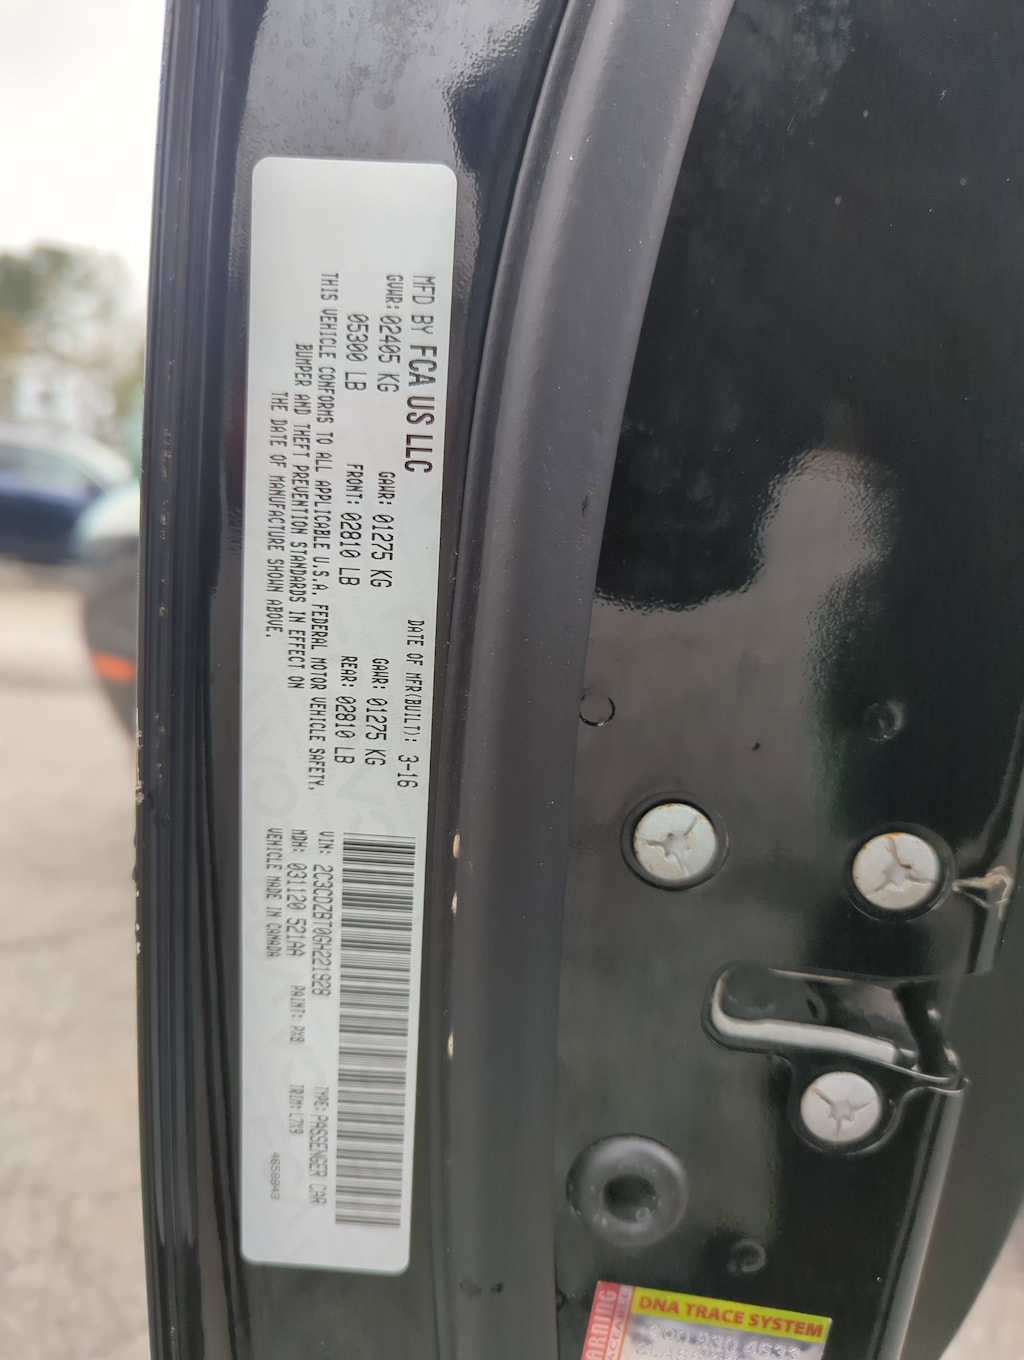 MFD BY FCA US LLC
DATE OF MFR(BUILT): 3-16
GVWR: 02405 KG
GAWR: 01275 KG
GAWR: 01275 KG
05300 LB
FRONT: 02810 LB
REAR: 02810 LB
THIS VEHICLE CONFORMS TO ALL APPLICABLE U.S.A. FEDERAL MOTOR VEHICLE SAFETY,
BUMPER AND THEFT PREVENTION STANDARDS IN EFFECT ON
THE DATE OF MANUFACTURE SHOWN ABOVE.
VIN: 2C3CDZBT0GH221928
TYPE: PASSENGER CAR
MDH: 031120 521AA
PAINT: PX8
TRIM: L7X9
VEHICLE MADE IN CANADA
4658843
DNA TRACE SYSTEM